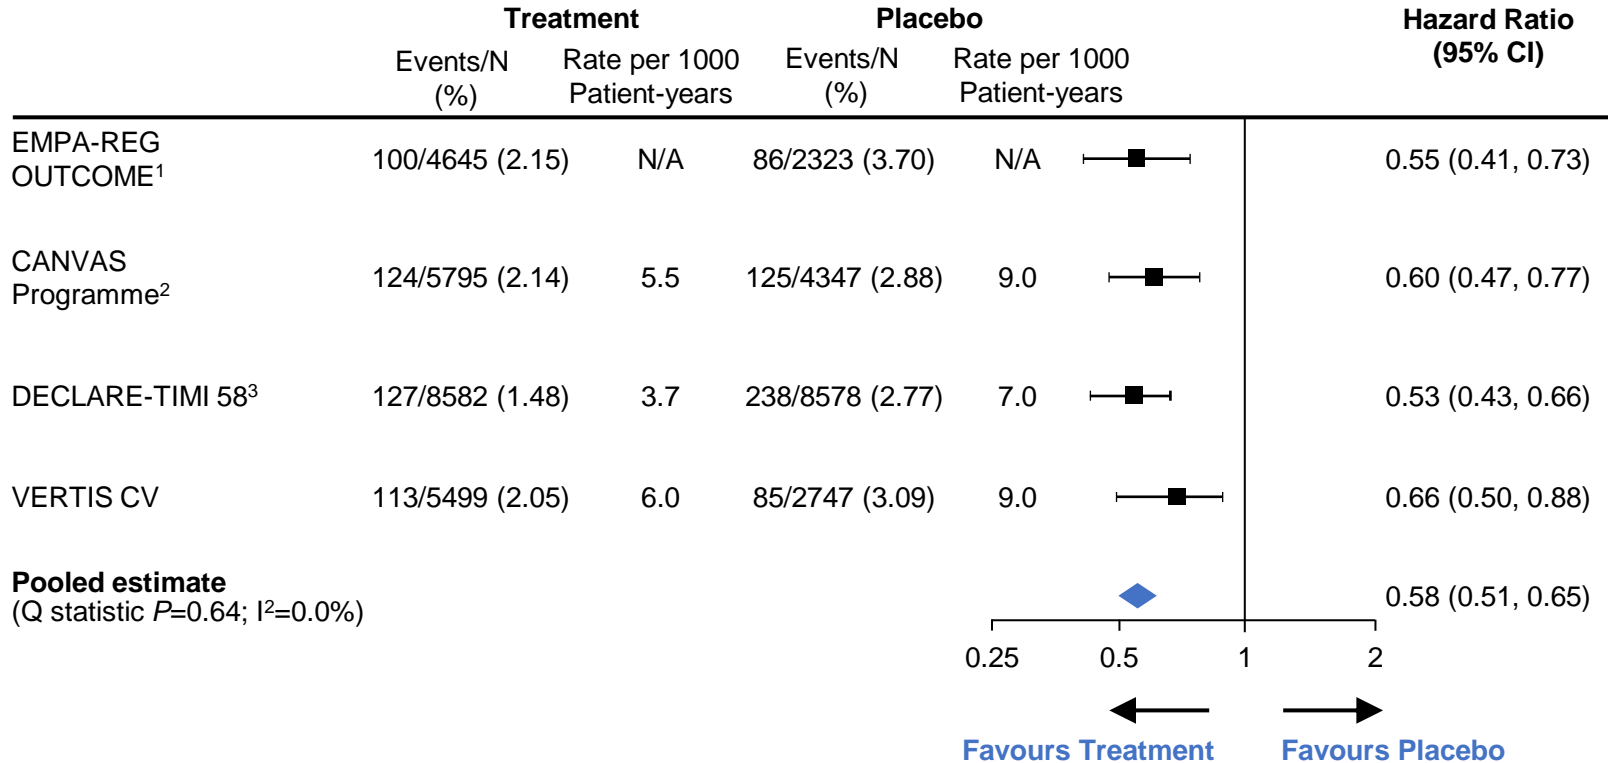 Treatment Placebo Hazard Ratio
(95% CI)
Events/N Rate per 1000 Events/N Rate per 1000
(%) Patient-years (%) Patient-years
EMPA-REG
OUTCOME¹ 100/4645 (2.15) N/A 86/2323 (3.70) N/A 0.55 (0.41, 0.73)
CANVAS
Programme² 124/5795 (2.14) 5.5 125/4347 (2.88) 9.0 0.60 (0.47, 0.77)
DECLARE-TIMI 58³ 127/8582 (1.48) 3.7 238/8578 (2.77) 7.0 0.53 (0.43, 0.66)
VERTIS CV 113/5499 (2.05) 6.0 85/2747 (3.09) 9.0 0.66 (0.50, 0.88)
Pooled estimate
(Q statistic P=0.64; I²=0.0%) 0.58 (0.51, 0.65)
0.25 0.5 1 2
Favours Treatment Favours Placebo